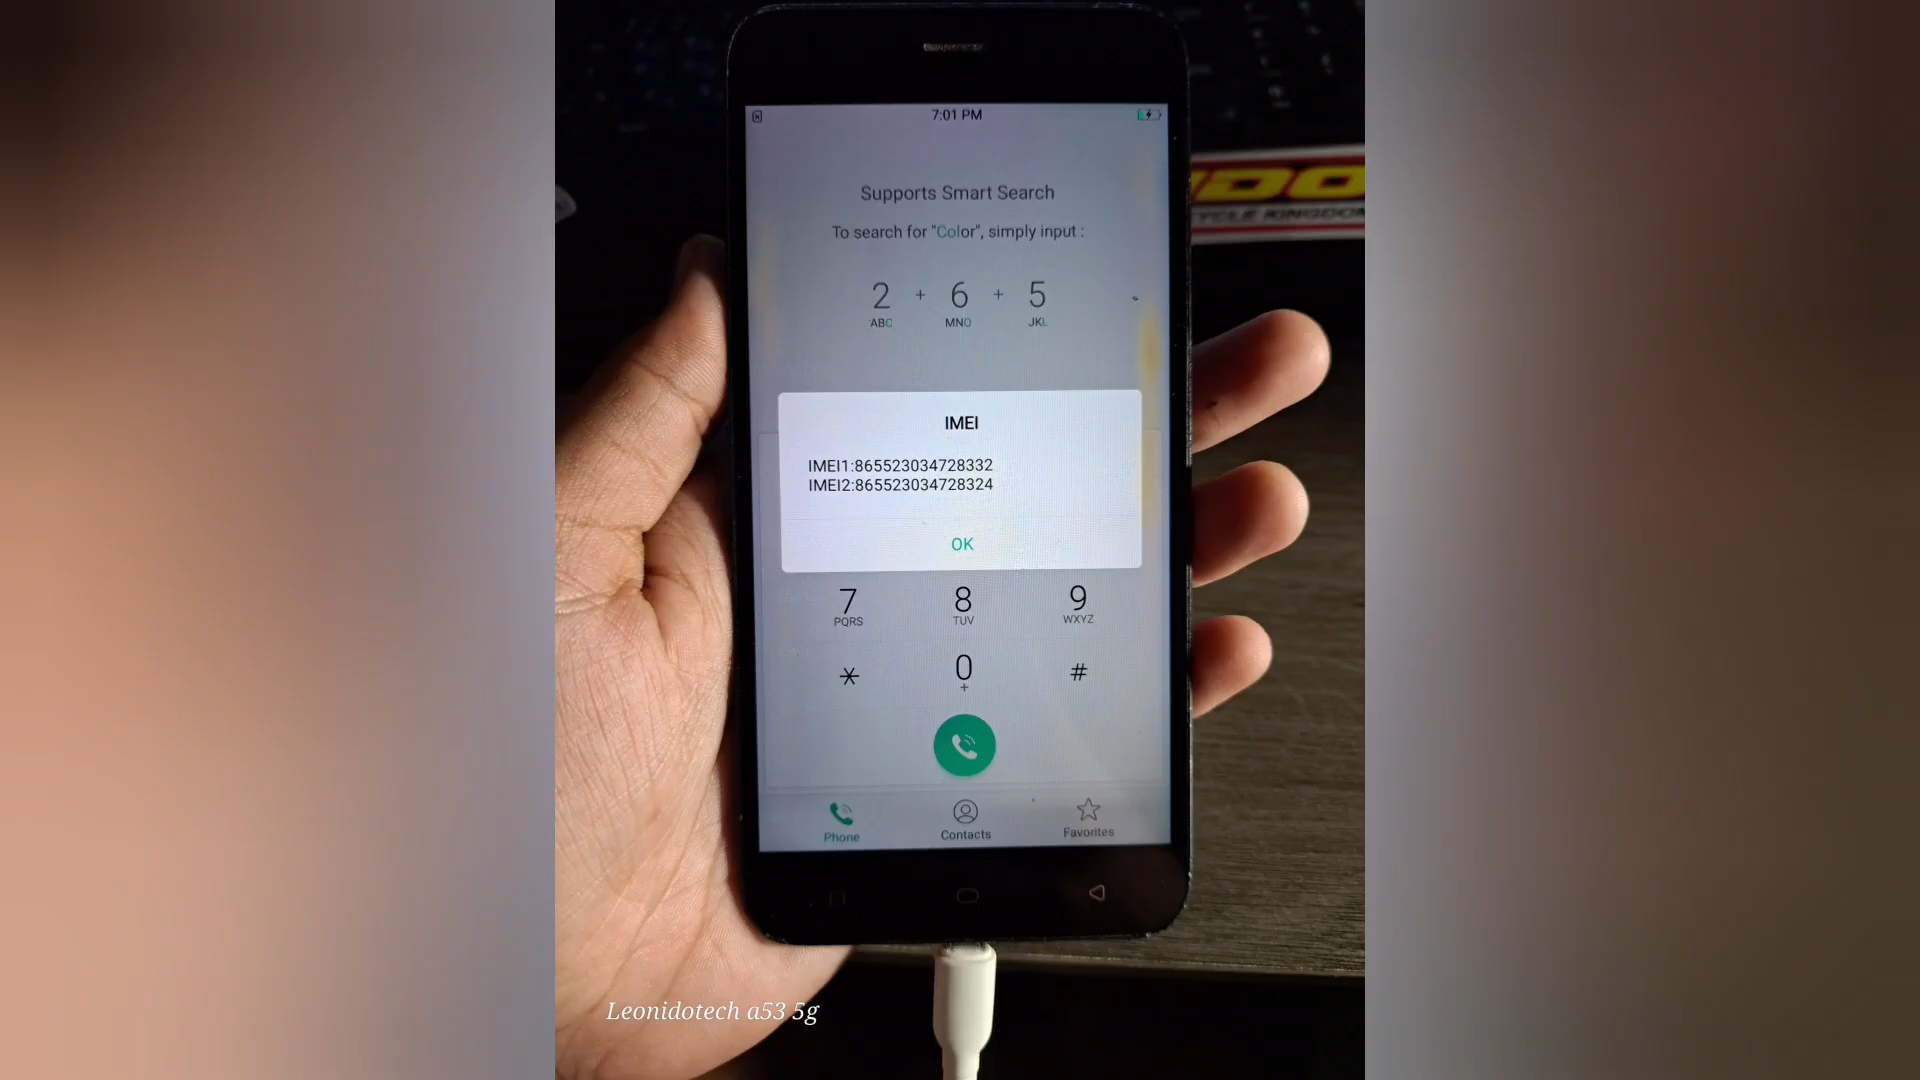 7:01 PM
Supports Smart Search
To search for "Color", simply input :
2 + 6 + 5
ABC MNO JKL
IMEI
IMEI1:865523034728332
IMEI2:865523034728324
OK
7 8 9
PQRS TUV WXYZ
* 0 #
+
Phone Contacts Favorites
Leonidotech a53 5g